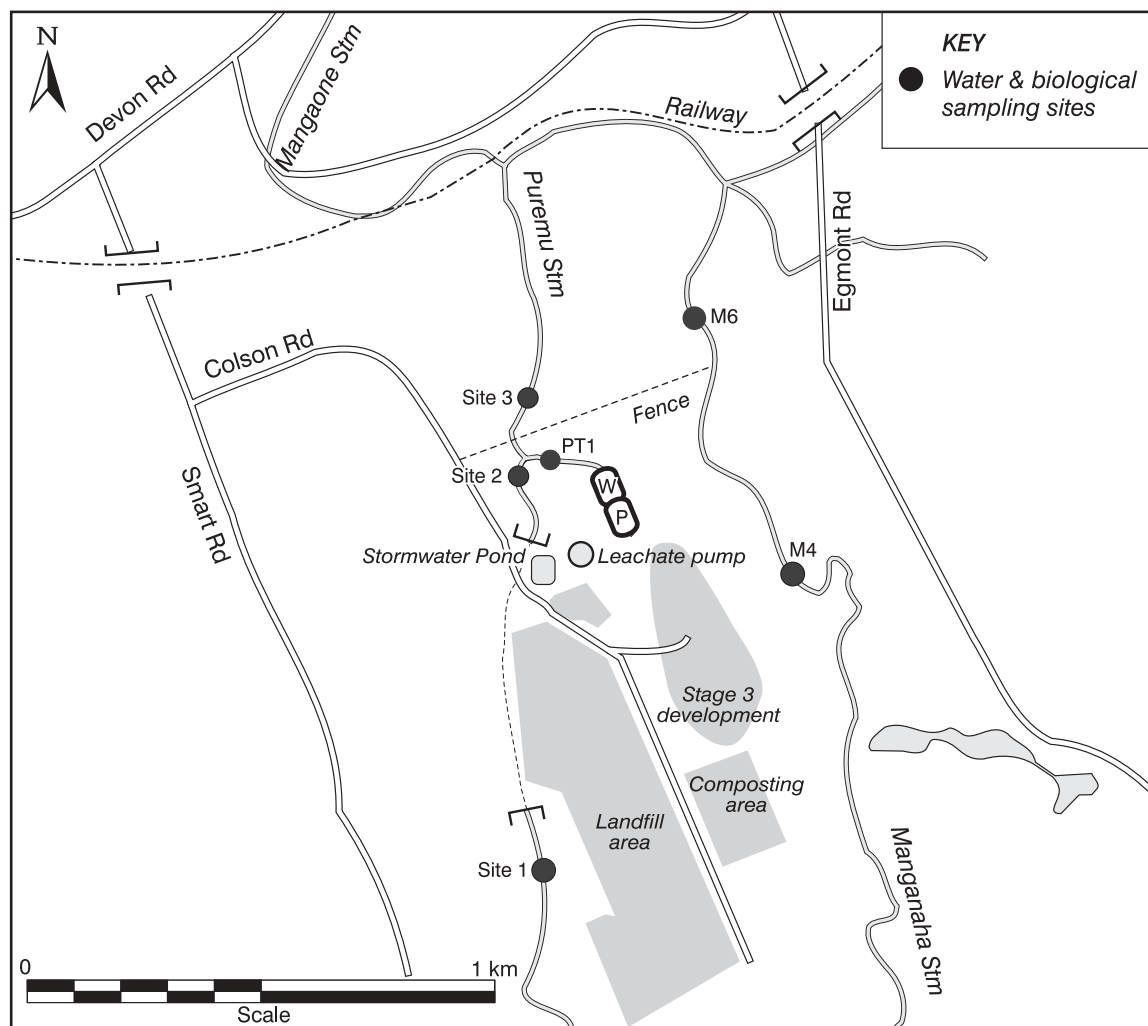 N
KEY
Water & biological
sampling sites
Devon Rd
Mangaone Stm
Railway
Puremu Stm
Egmont Rd
M6
Colson Rd
Site 3
Fence
PT1
Site 2
W
P
Smart Rd
Stormwater Pond
Leachate pump
M4
Stage 3
development
Composting
area
Landfill
area
Site 1
Manganaha Stm
0
1 km
Scale